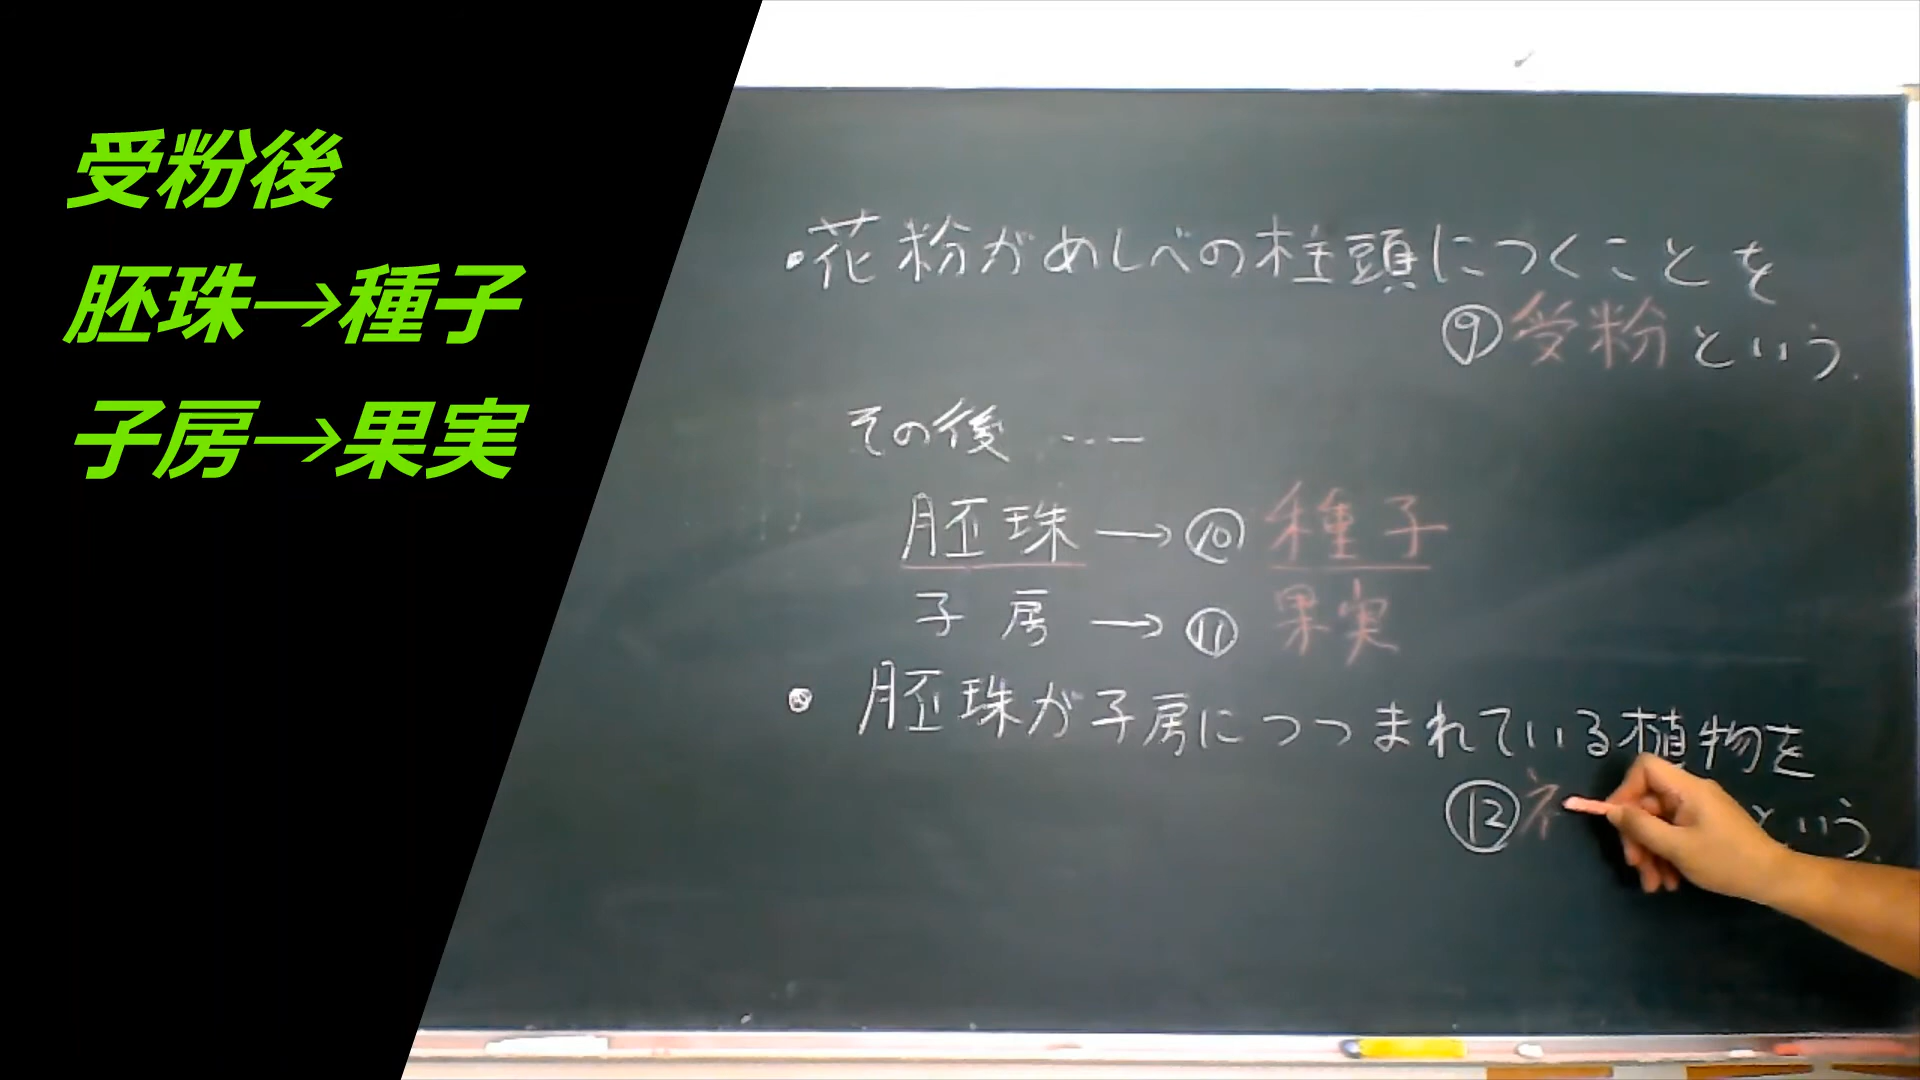 受粉後
胚珠→種子
子房→果実
・花粉がめしべの柱頭につくことを
⑨受粉という.
その後 ...
胚珠→⑩種子
子房→⑪果実
・胚珠が子房につつまれている植物を
⑫ という.